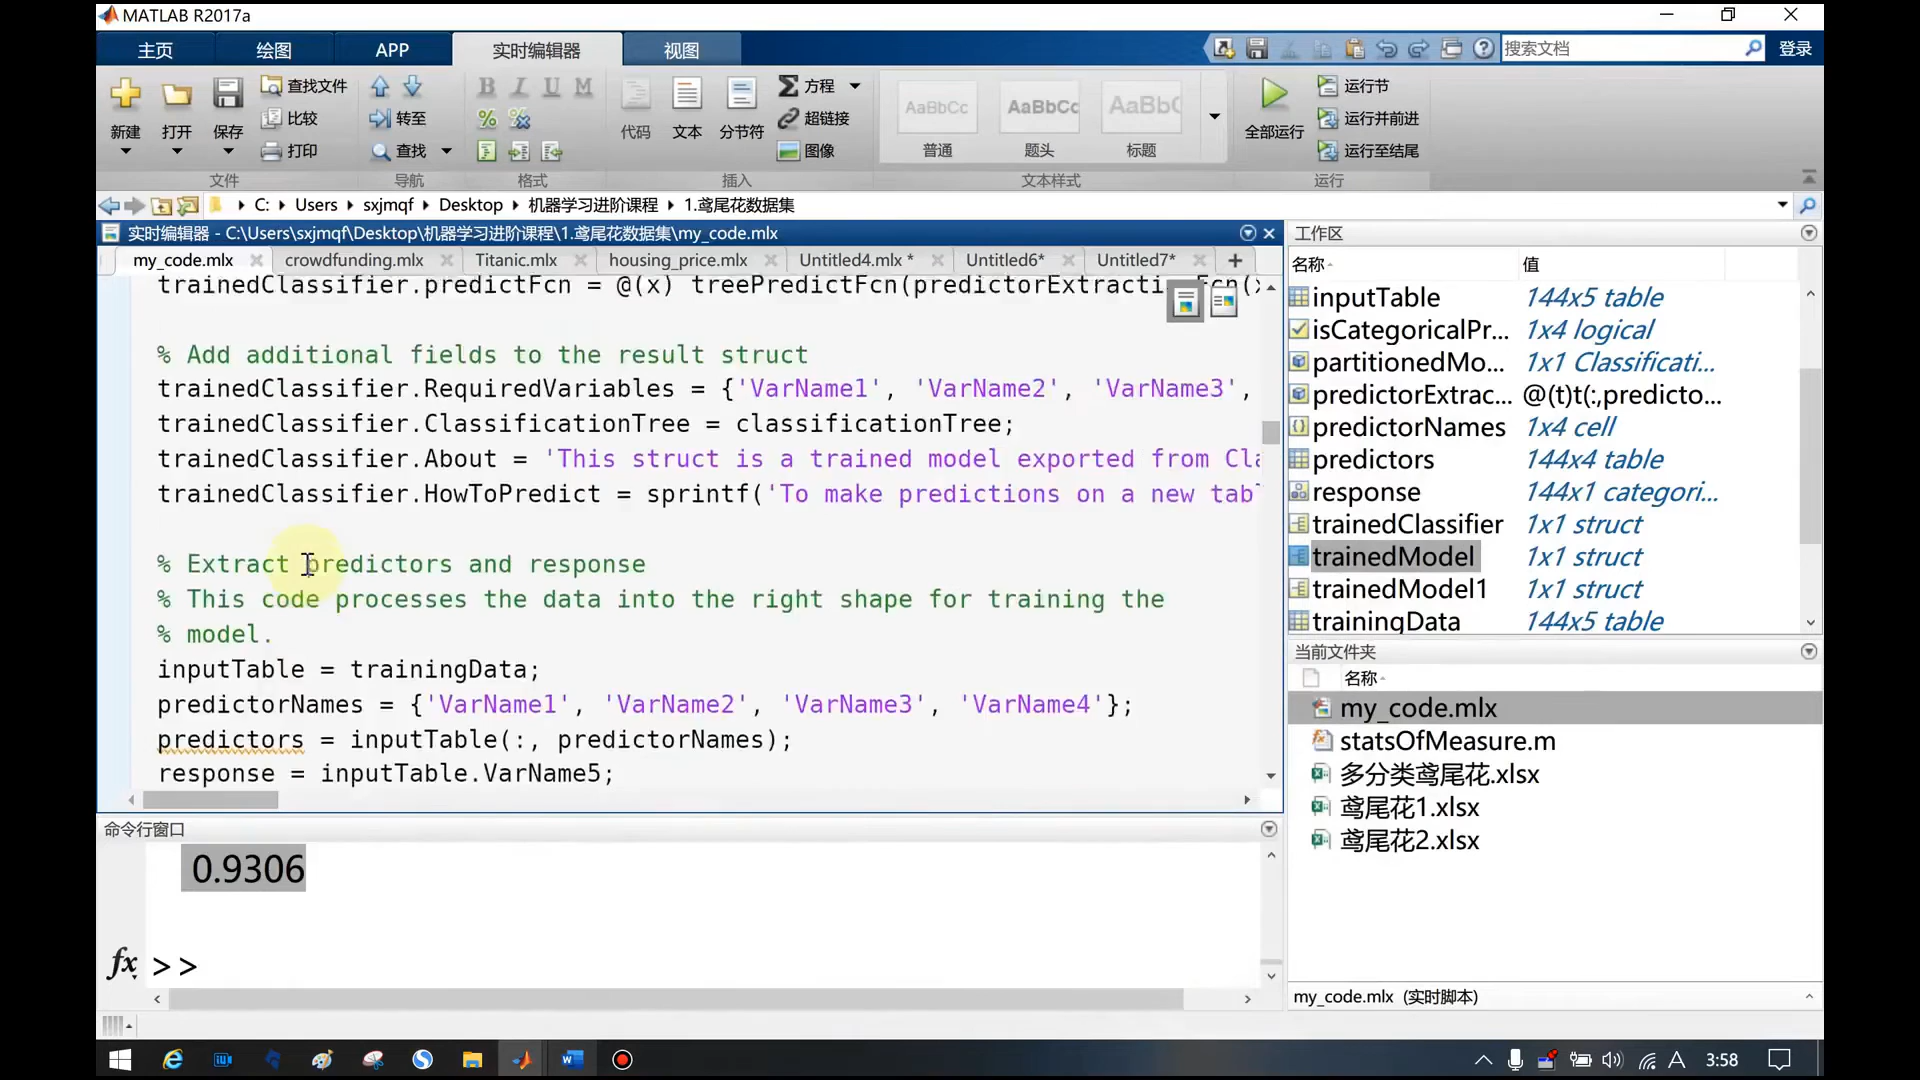 MATLAB R2017a
主页 绘图 APP 实时编辑器 视图
搜索文档 登录
新建 打开 保存 查找文件 比较 打印
转至 查找
B I U M
代码 文本 分节符 方程 超链接 图像
AaBbCc AaBbCc AaBb
普通 题头 标题
全部运行 运行节 运行并前进 运行至结尾
文件 导航 格式 插入 文本样式 运行
C: Users sxjmqf Desktop 机器学习进阶课程 1.鸢尾花数据集
实时编辑器 - C:\Users\sxjmqf\Desktop\机器学习进阶课程\1.鸢尾花数据集\my_code.mlx
my_code.mlx crowdfunding.mlx Titanic.mlx housing_price.mlx Untitled4.mlx * Untitled6* Untitled7*
trainedClassifier.predictFcn = @(x) treePredictFcn(predictorExtracti
% Add additional fields to the result struct
trainedClassifier.RequiredVariables = {'VarName1', 'VarName2', 'VarName3',
trainedClassifier.ClassificationTree = classificationTree;
trainedClassifier.About = 'This struct is a trained model exported from Cla
trainedClassifier.HowToPredict = sprintf('To make predictions on a new tab
% Extract predictors and response
% This code processes the data into the right shape for training the
% model.
inputTable = trainingData;
predictorNames = {'VarName1', 'VarName2', 'VarName3', 'VarName4'};
predictors = inputTable(:, predictorNames);
response = inputTable.VarName5;
命令行窗口
0.9306
fx >>
工作区
名称 值
inputTable 144x5 table
isCategoricalPr... 1x4 logical
partitionedMo... 1x1 Classificati...
predictorExtrac... @(t)t(:,predicto...
predictorNames 1x4 cell
predictors 144x4 table
response 144x1 categori...
trainedClassifier 1x1 struct
trainedModel 1x1 struct
trainedModel1 1x1 struct
trainingData 144x5 table
当前文件夹
名称
my_code.mlx
statsOfMeasure.m
多分类鸢尾花.xlsx
鸢尾花1.xlsx
鸢尾花2.xlsx
my_code.mlx (实时脚本)
A 3:58